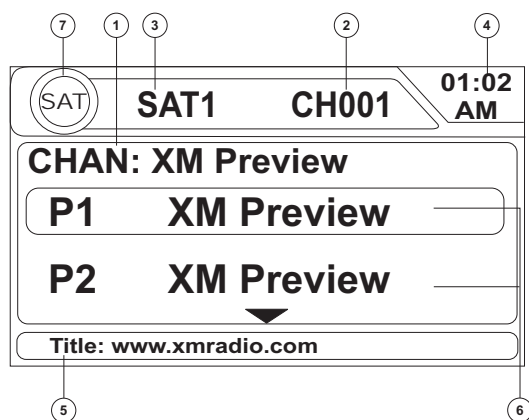 7 1 3 2 4
SAT SAT1 CH001 01:02
AM
CHAN: XM Preview
P1 XM Preview
P2 XM Preview
Title: www.xmradio.com
5 6